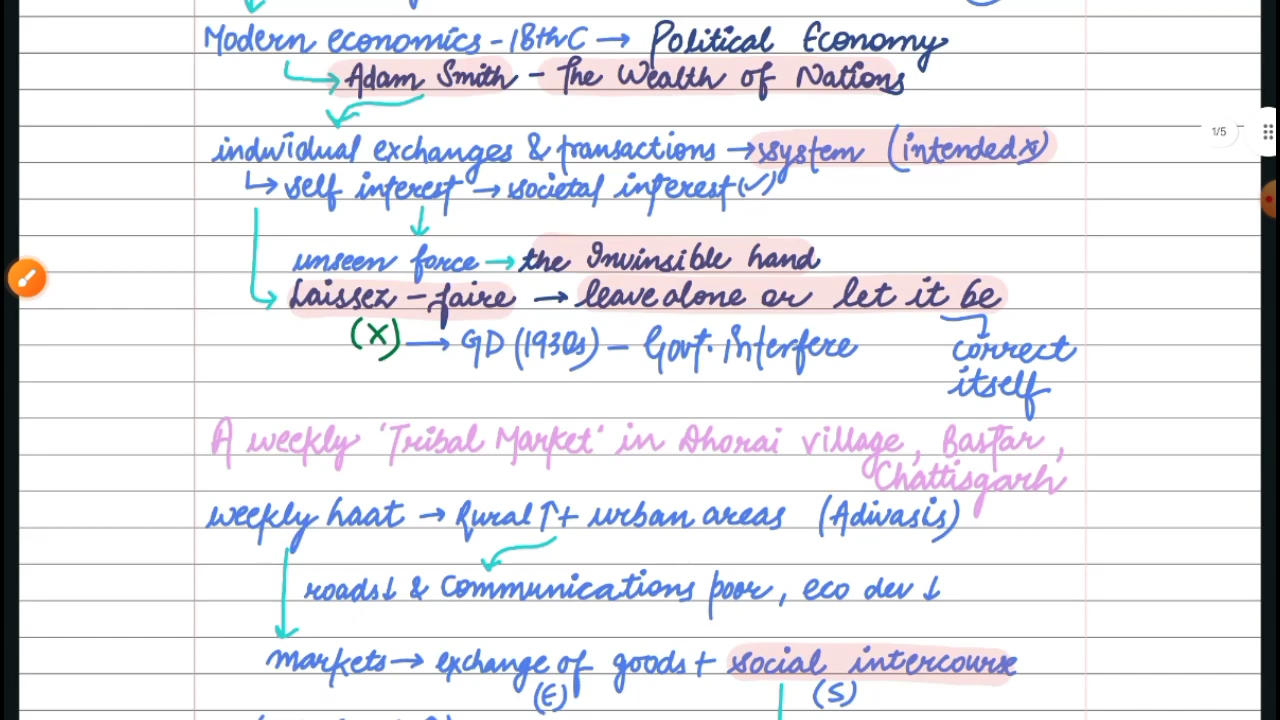 Modern economics - 18th C → Political Economy
Adam Smith - The Wealth of Nations
1/5
individual exchanges & transactions → system (intended x)
self interest → societal interest (✓)
unseen force → the Invinsible hand
Laissez - faire → leave alone or let it be
(X) → GD (1930s) - Govt. interfere
correct
itself
A weekly 'Tribal Market' in Dhorai village, Bastar,
Chattisgarh
weekly haat → Rural ↑ + urban areas (Adivasis)
roads↓ & communications poor, eco dev ↓
markets → exchange of goods + social intercourse
(E) (S)